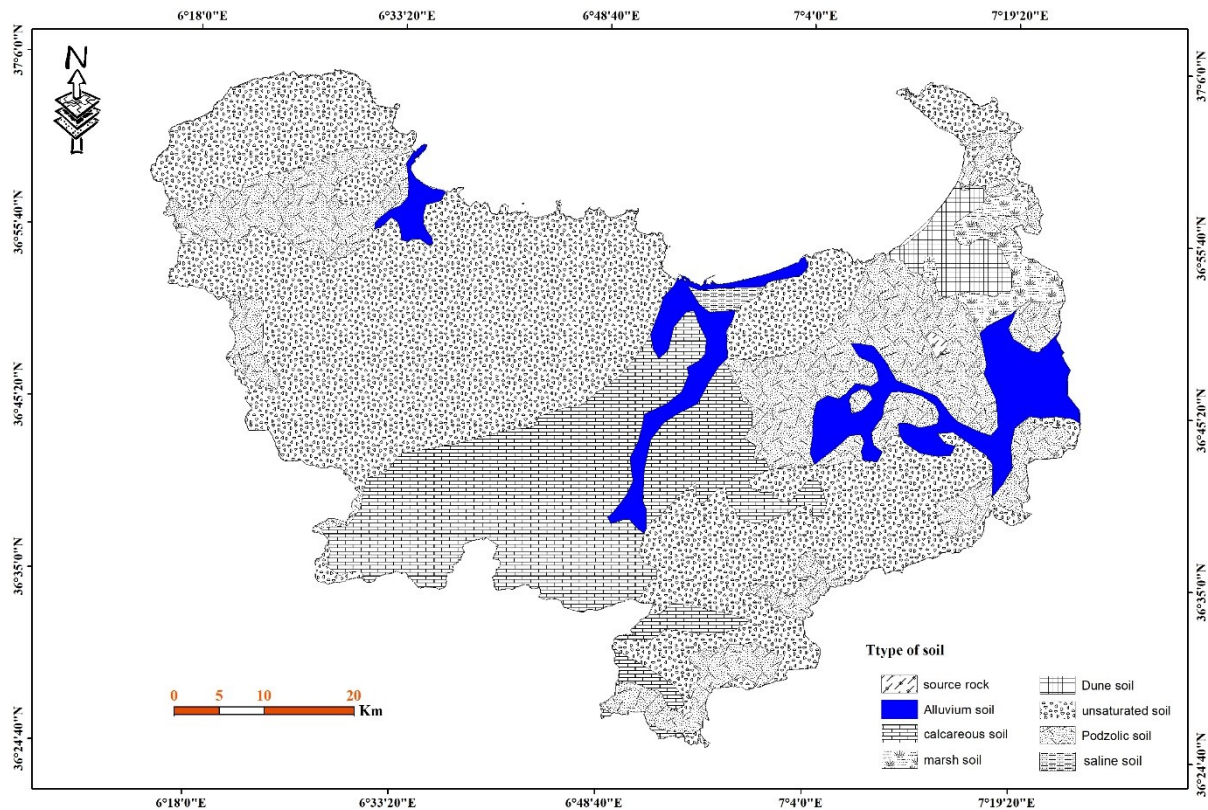 6°18'0"E 6°33'20"E 6°48'40"E 7°4'0"E 7°19'20"E
37°6'0"N
37°6'0"N
N
36°55'40"N
36°55'40"N
36°45'20"N
36°45'20"N
36°35'0"N
36°35'0"N
36°24'40"N
36°24'40"N
Ttype of soil
source rock
Alluvium soil
calcareous soil
marsh soil
Dune soil
unsaturated soil
Podzolic soil
saline soil
0 5 10 20
Km
6°18'0"E 6°33'20"E 6°48'40"E 7°4'0"E 7°19'20"E